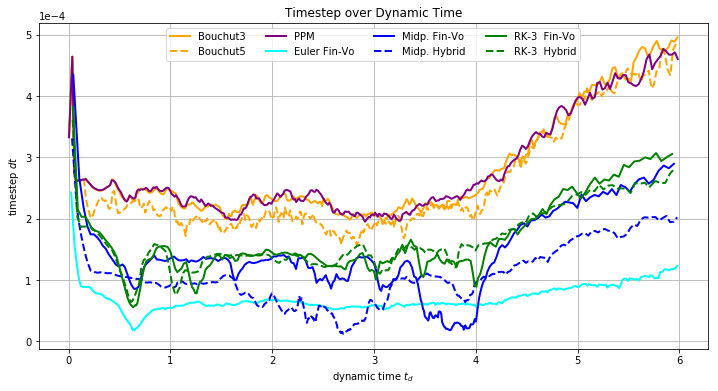 Timestep over Dynamic Time
1e−4
Bouchut3
Bouchut5
PPM
Euler Fin-Vo
Midp. Fin-Vo
Midp. Hybrid
RK-3 Fin-Vo
RK-3 Hybrid
5
4
3
2
1
0
timestep dt
0 1 2 3 4 5 6
dynamic time t_d